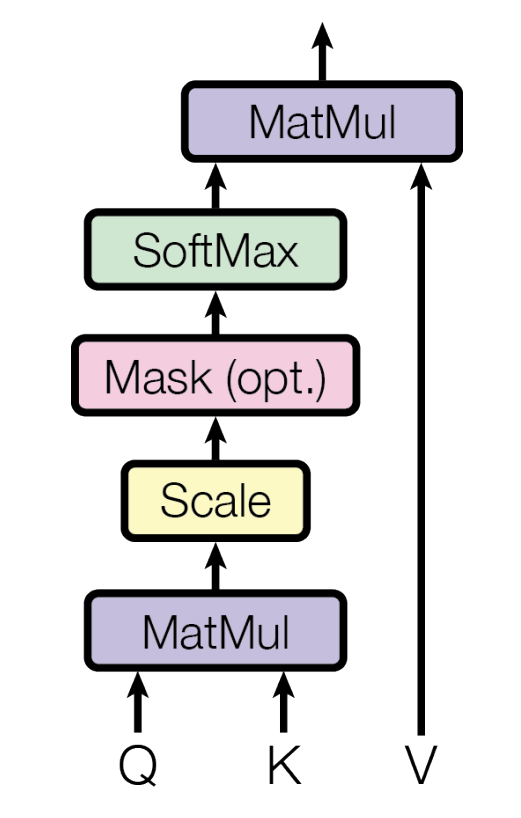 MatMul
SoftMax
Mask (opt.)
Scale
MatMul
Q K V